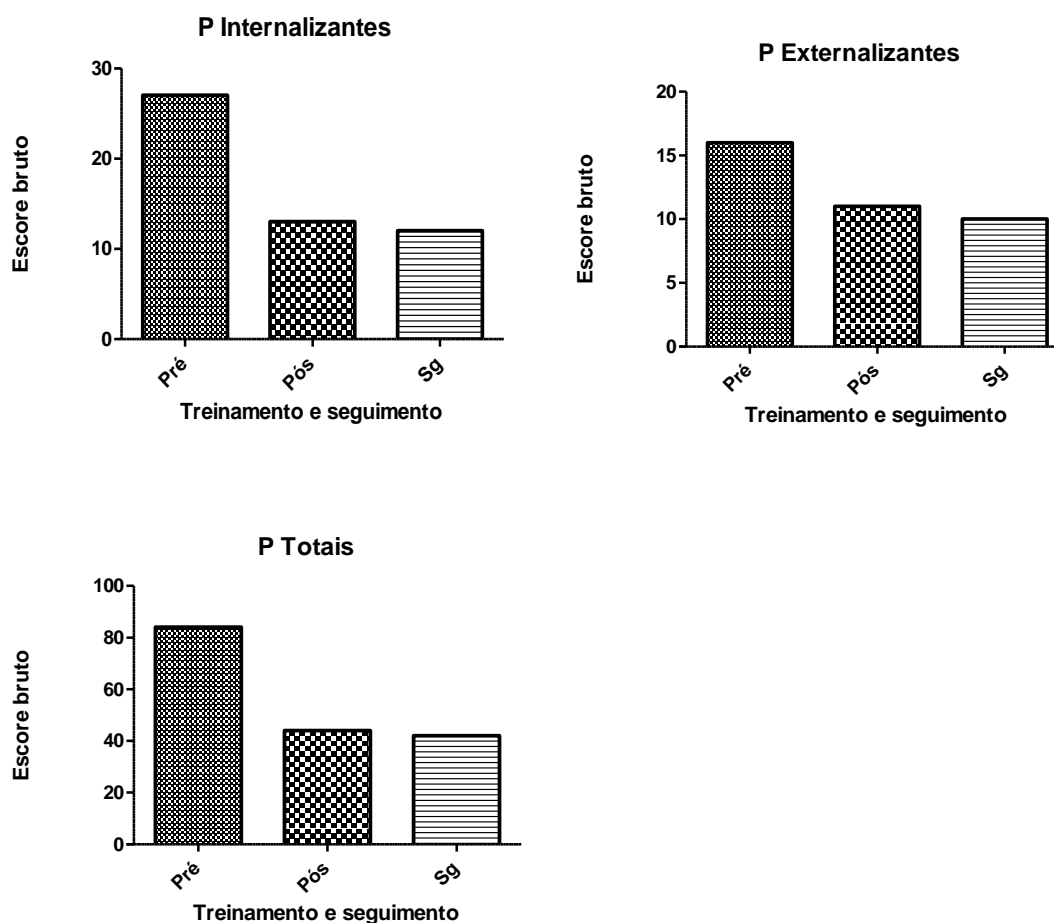 P Internalizantes
Escore bruto
30
20
10
0
Pré
Pós
Sg
Treinamento e seguimento
P Externalizantes
Escore bruto
20
15
10
5
0
Pré
Pós
Sg
Treinamento e seguimento
P Totais
Escore bruto
100
80
60
40
20
0
Pré
Pós
Sg
Treinamento e seguimento